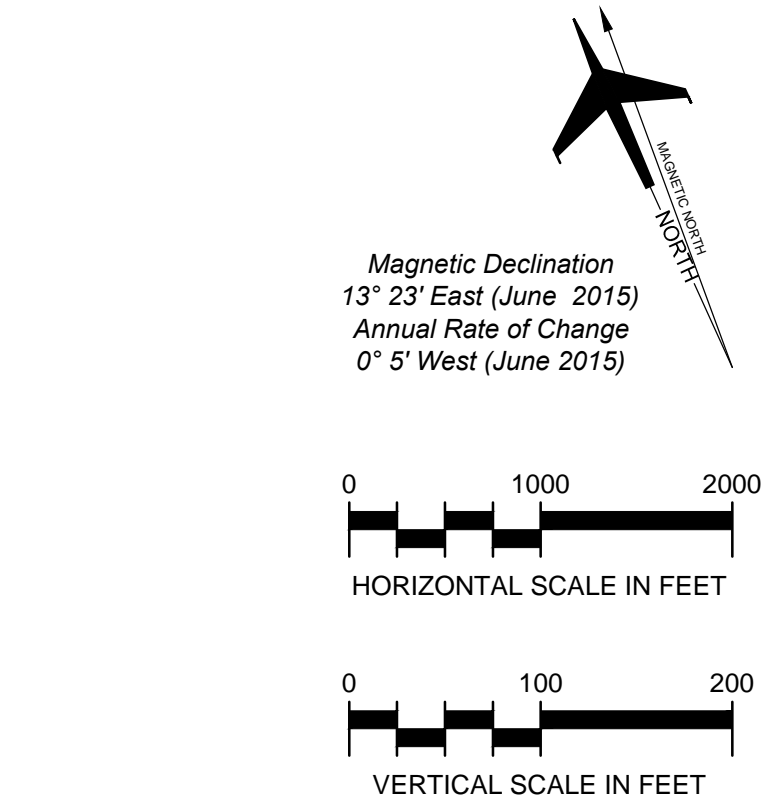 MAGNETIC NORTH
NORTH
Magnetic Declination
13° 23' East (June 2015)
Annual Rate of Change
0° 5' West (June 2015)
0 1000 2000
HORIZONTAL SCALE IN FEET
0 100 200
VERTICAL SCALE IN FEET